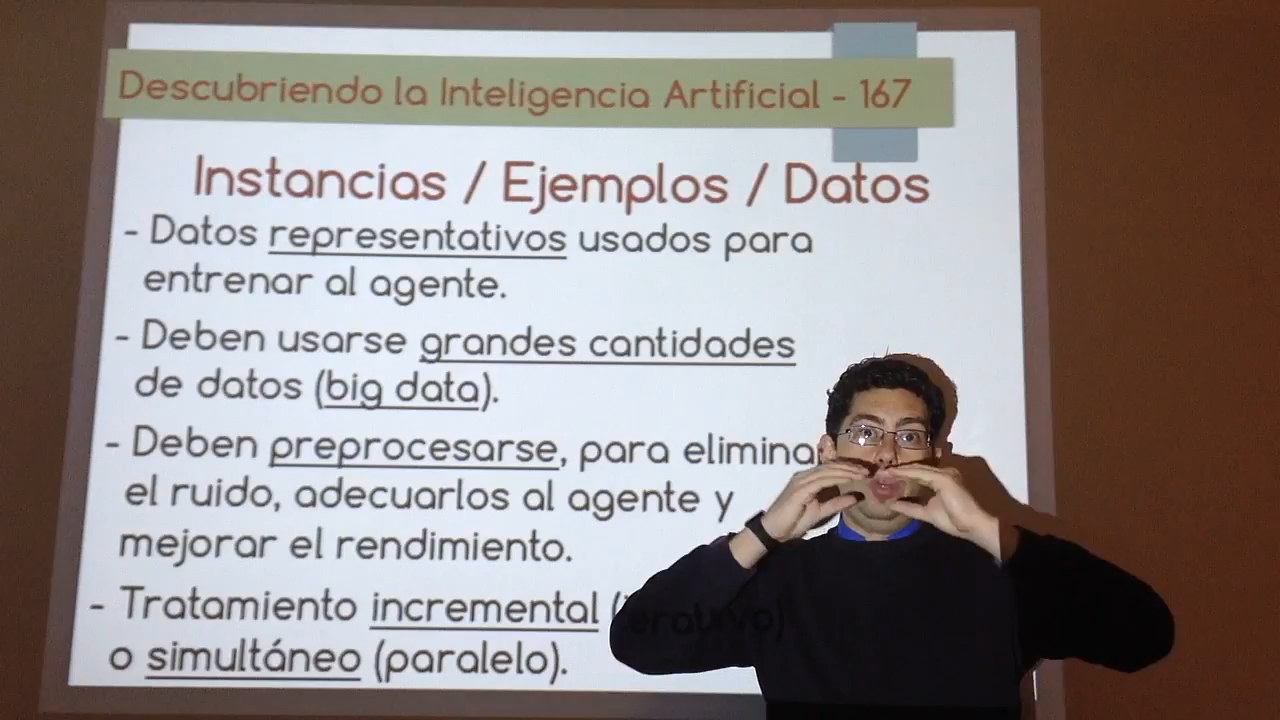 Descubriendo la Inteligencia Artificial - 167
Instancias / Ejemplos / Datos
- Datos representativos usados para
entrenar al agente.
- Deben usarse grandes cantidades
de datos (big data).
- Deben preprocesarse, para elimina
el ruido, adecuarlos al agente y
mejorar el rendimiento.
- Tratamiento incremental (iterativo)
o simultáneo (paralelo).